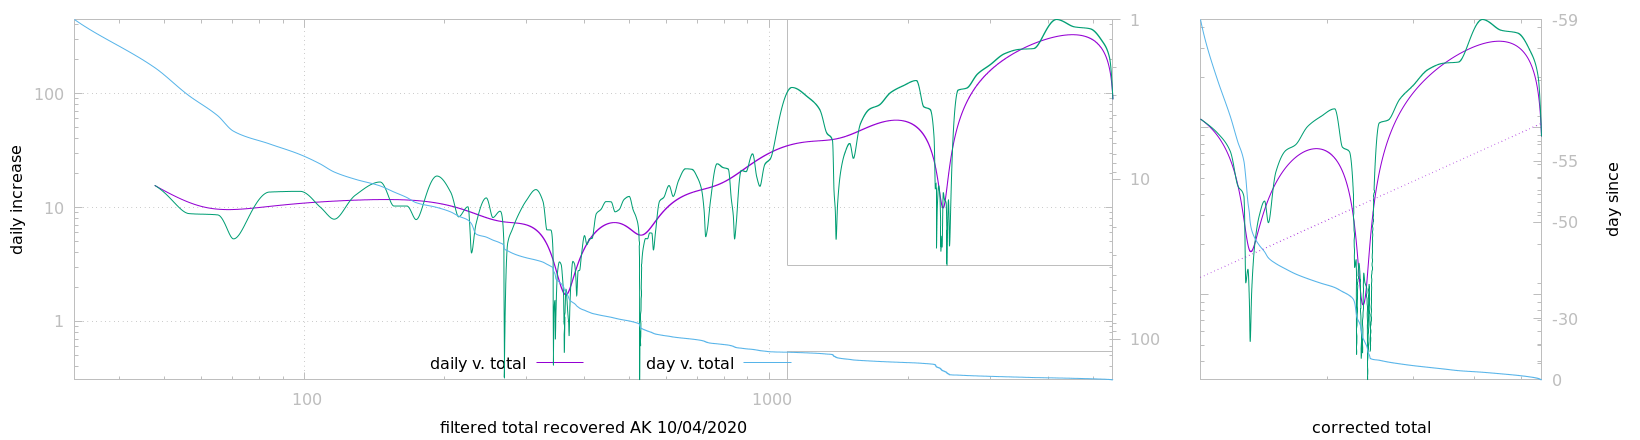 daily increase
100
10
1
100
1000
filtered total recovered AK 10/04/2020
daily v. total
day v. total
1
10
100
-59
-55
-50
-30
0
day since
corrected total